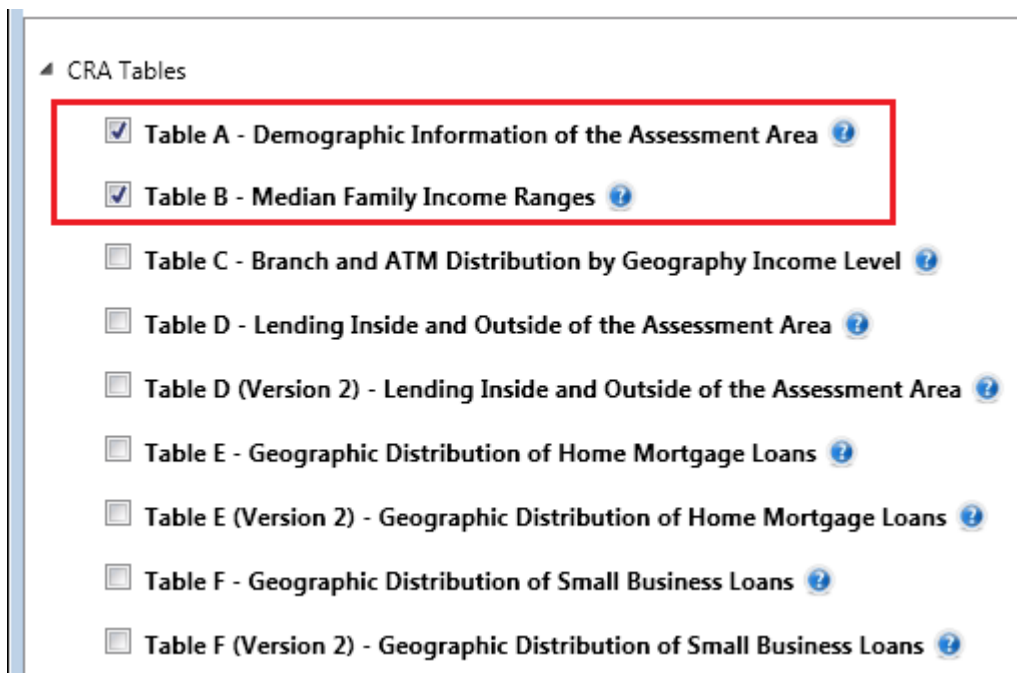 CRA Tables
Table A - Demographic Information of the Assessment Area
Table B - Median Family Income Ranges
Table C - Branch and ATM Distribution by Geography Income Level
Table D - Lending Inside and Outside of the Assessment Area
Table D (Version 2) - Lending Inside and Outside of the Assessment Area
Table E - Geographic Distribution of Home Mortgage Loans
Table E (Version 2) - Geographic Distribution of Home Mortgage Loans
Table F - Geographic Distribution of Small Business Loans
Table F (Version 2) - Geographic Distribution of Small Business Loans